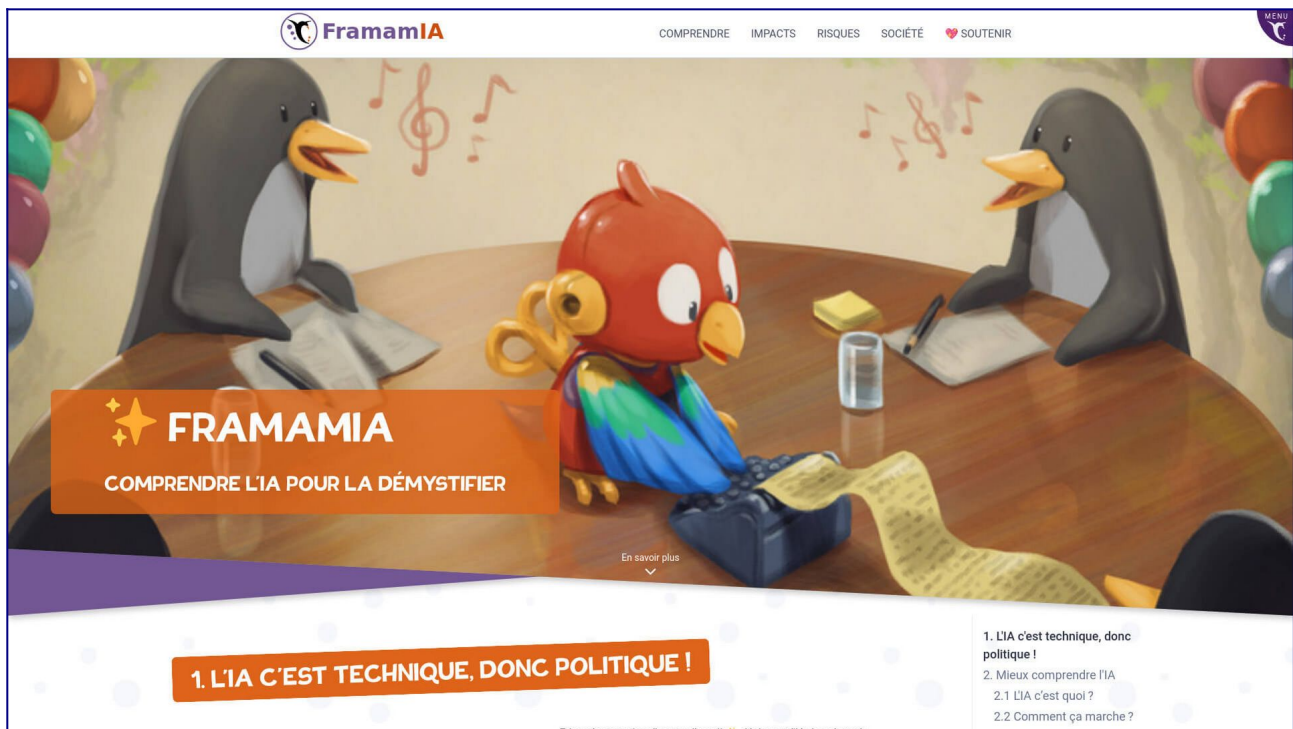 FramamIA
COMPRENDRE
IMPACTS
RISQUES
SOCIÉTÉ
SOUTENIR
MENU
FRAMAMIA
COMPRENDRE L'IA POUR LA DÉMYSTIFIER
En savoir plus
1. L'IA C'EST TECHNIQUE, DONC POLITIQUE !
1. L'IA c'est technique, donc
politique !
2. Mieux comprendre l'IA
2.1 L'IA c'est quoi ?
2.2 Comment ça marche ?